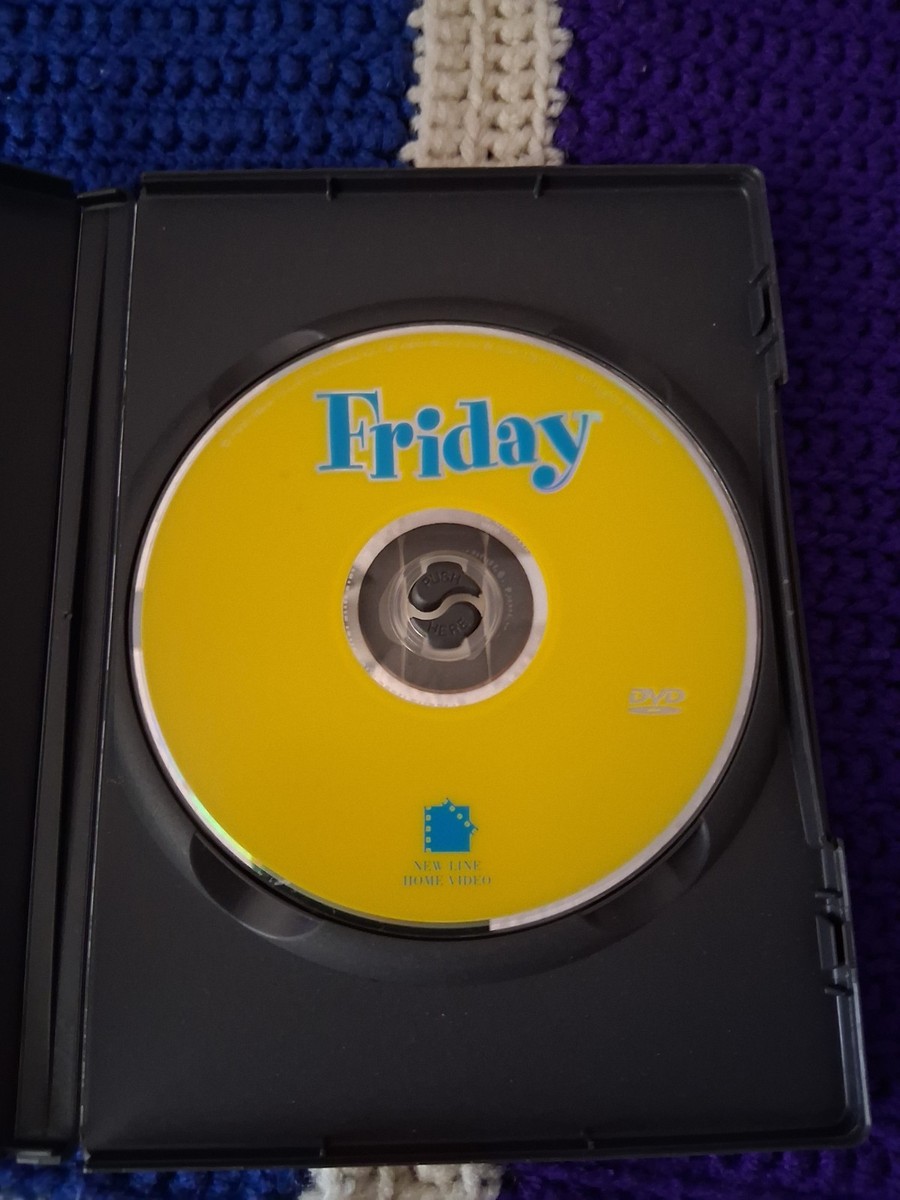 Friday
PUSH
HERE
DVD
NEW LINE
HOME VIDEO